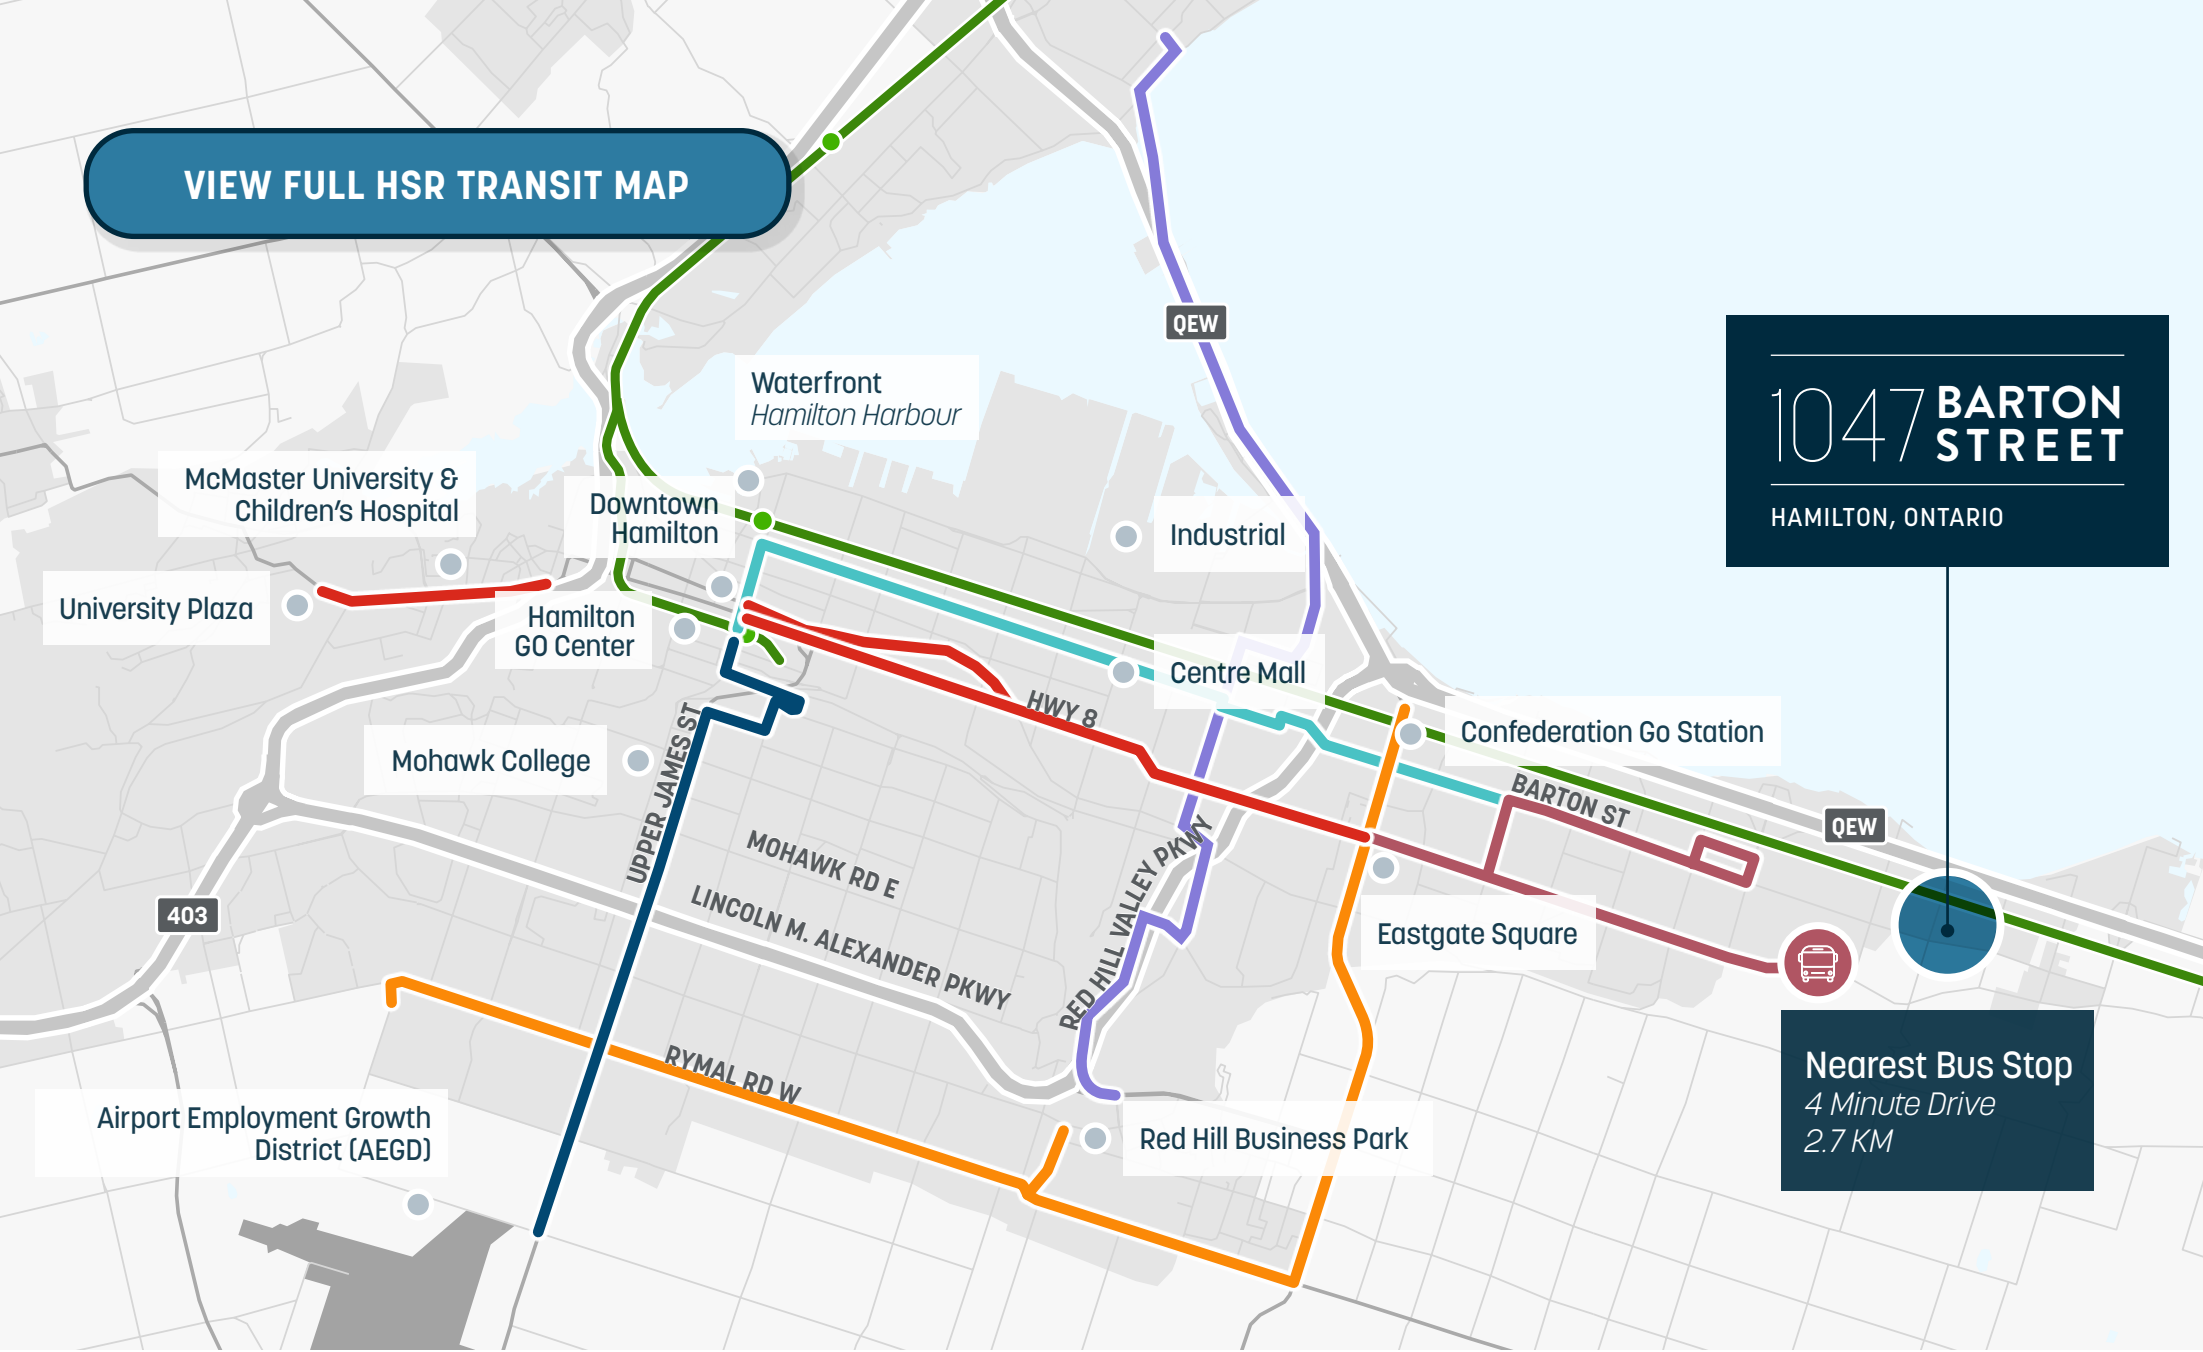 VIEW FULL HSR TRANSIT MAP
QEW
Waterfront
Hamilton Harbour
1047 BARTON
STREET
HAMILTON, ONTARIO
McMaster University &
Children's Hospital
Downtown
Hamilton
Industrial
University Plaza
Hamilton
GO Center
Centre Mall
HWY 8
Confederation Go Station
Mohawk College
UPPER JAMES ST
BARTON ST
QEW
MOHAWK RD E
LINCOLN M. ALEXANDER PKWY
RED HILL VALLEY PKWY
403
Eastgate Square
RYMAL RD W
Nearest Bus Stop
4 Minute Drive
2.7 KM
Airport Employment Growth
District (AEGD)
Red Hill Business Park